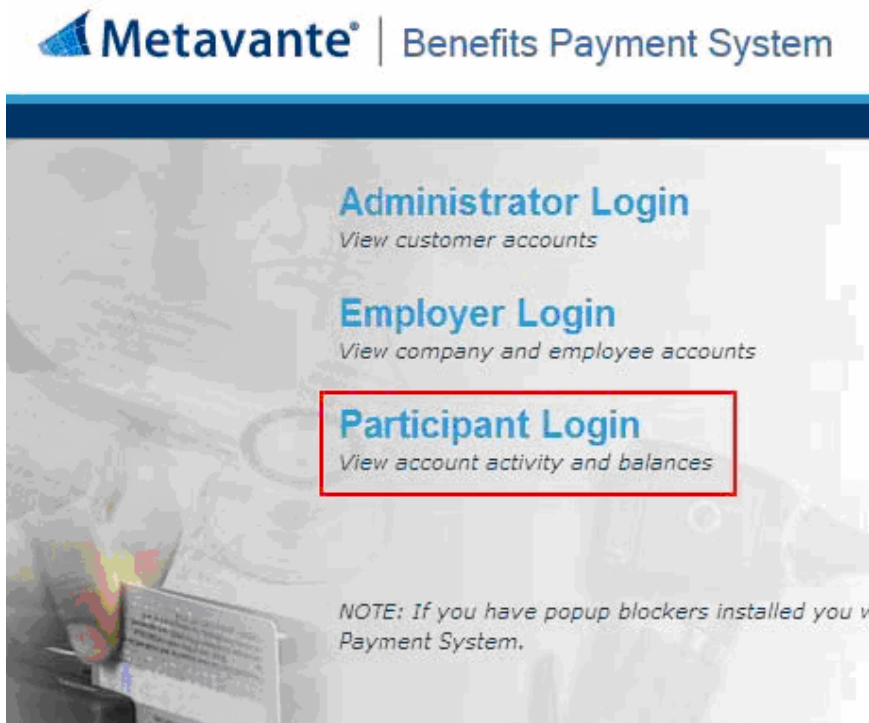 Metavante® | Benefits Payment System
Administrator Login
View customer accounts
Employer Login
View company and employee accounts
Participant Login
View account activity and balances
NOTE: If you have popup blockers installed you
Payment System.